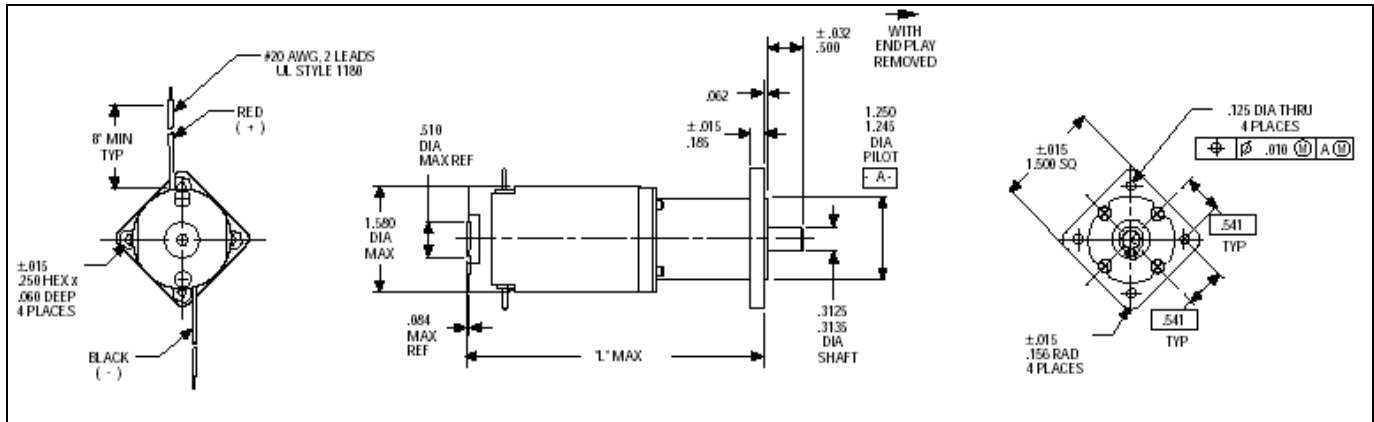 #20 AWG, 2 LEADS
UL STYLE 1180
RED
( + )
8" MIN
TYP
±.015
.250 HEX x
.060 DEEP
4 PLACES
BLACK
( - )
.510
DIA
MAX REF
1.580
DIA
MAX
.084
MAX
REF
"L" MAX
±.015
.185
.062
±.032
.500
WITH
END PLAY
REMOVED
1.250
1.245
DIA
PILOT
- A -
.3125
.3135
DIA
SHAFT
±.015
1.500 SQ
.125 DIA THRU
4 PLACES
⌖ Ø .010 Ⓜ A Ⓜ
.541
TYP
.541
TYP
±.015
.156 RAD
4 PLACES